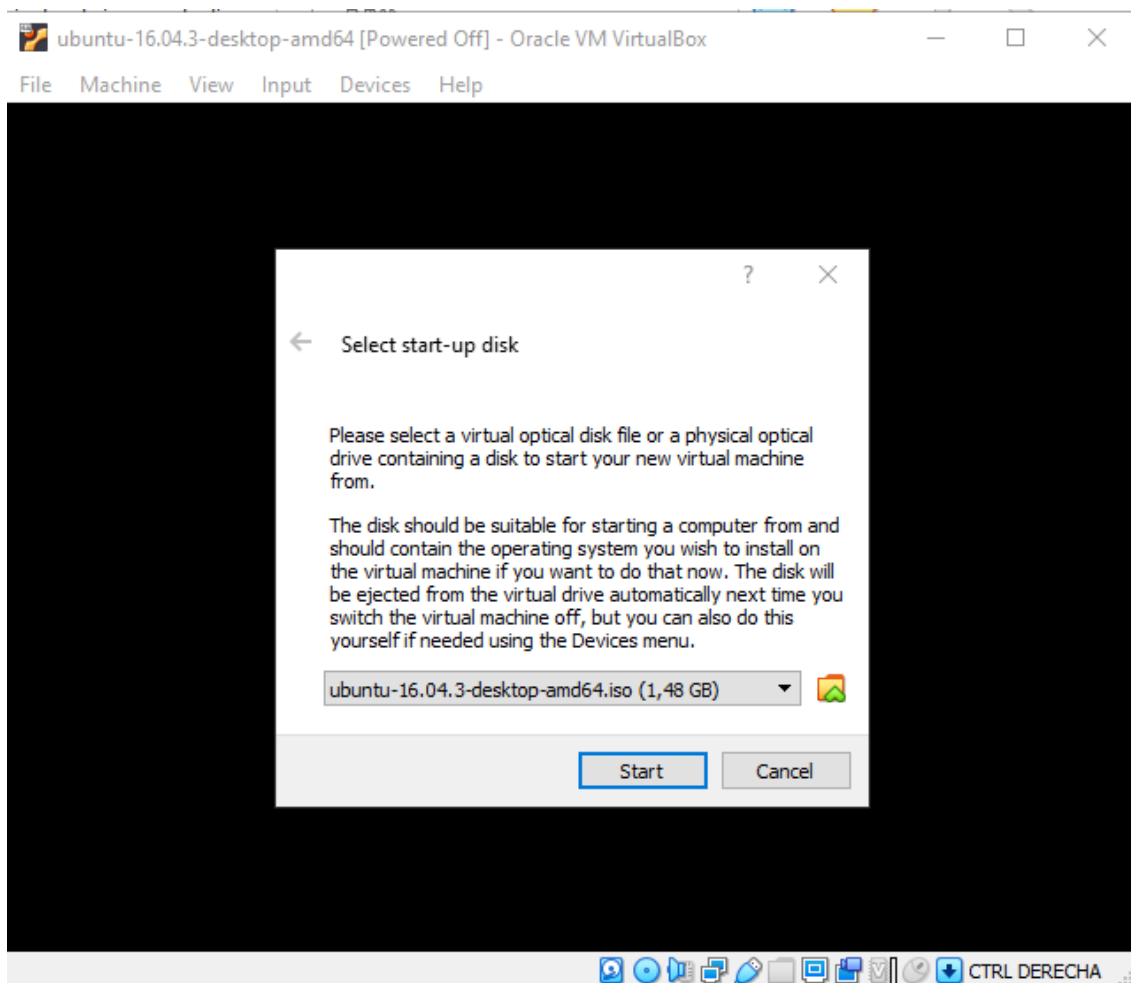 ubuntu-16.04.3-desktop-amd64 [Powered Off] - Oracle VM VirtualBox
File Machine View Input Devices Help
?
Select start-up disk
Please select a virtual optical disk file or a physical optical
drive containing a disk to start your new virtual machine
from.
The disk should be suitable for starting a computer from and
should contain the operating system you wish to install on
the virtual machine if you want to do that now. The disk will
be ejected from the virtual drive automatically next time you
switch the virtual machine off, but you can also do this
yourself if needed using the Devices menu.
ubuntu-16.04.3-desktop-amd64.iso (1,48 GB)
Start Cancel
CTRL DERECHA